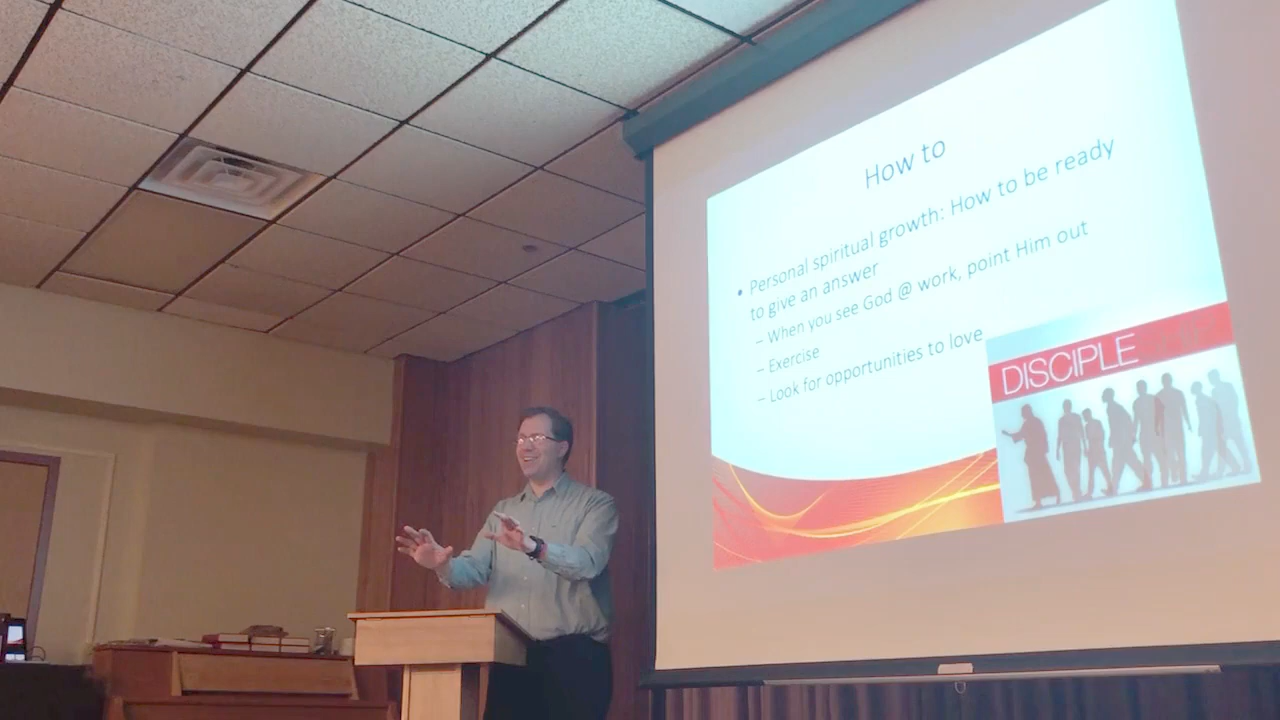 How to
• Personal spiritual growth: How to be ready
to give an answer
– When you see God @ work, point Him out
– Exercise
– Look for opportunities to love
DISCIPLE